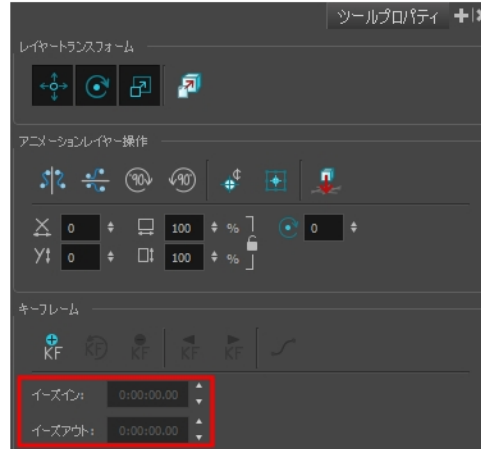 ツールプロパティ
レイヤートランスフォーム
アニメーションレイヤー操作
90 90
X 0 100 % 0
Y 0 100 %
キーフレーム
KF KF KF KF KF
イーズイン: 0:00:00.00
イーズアウト: 0:00:00.00